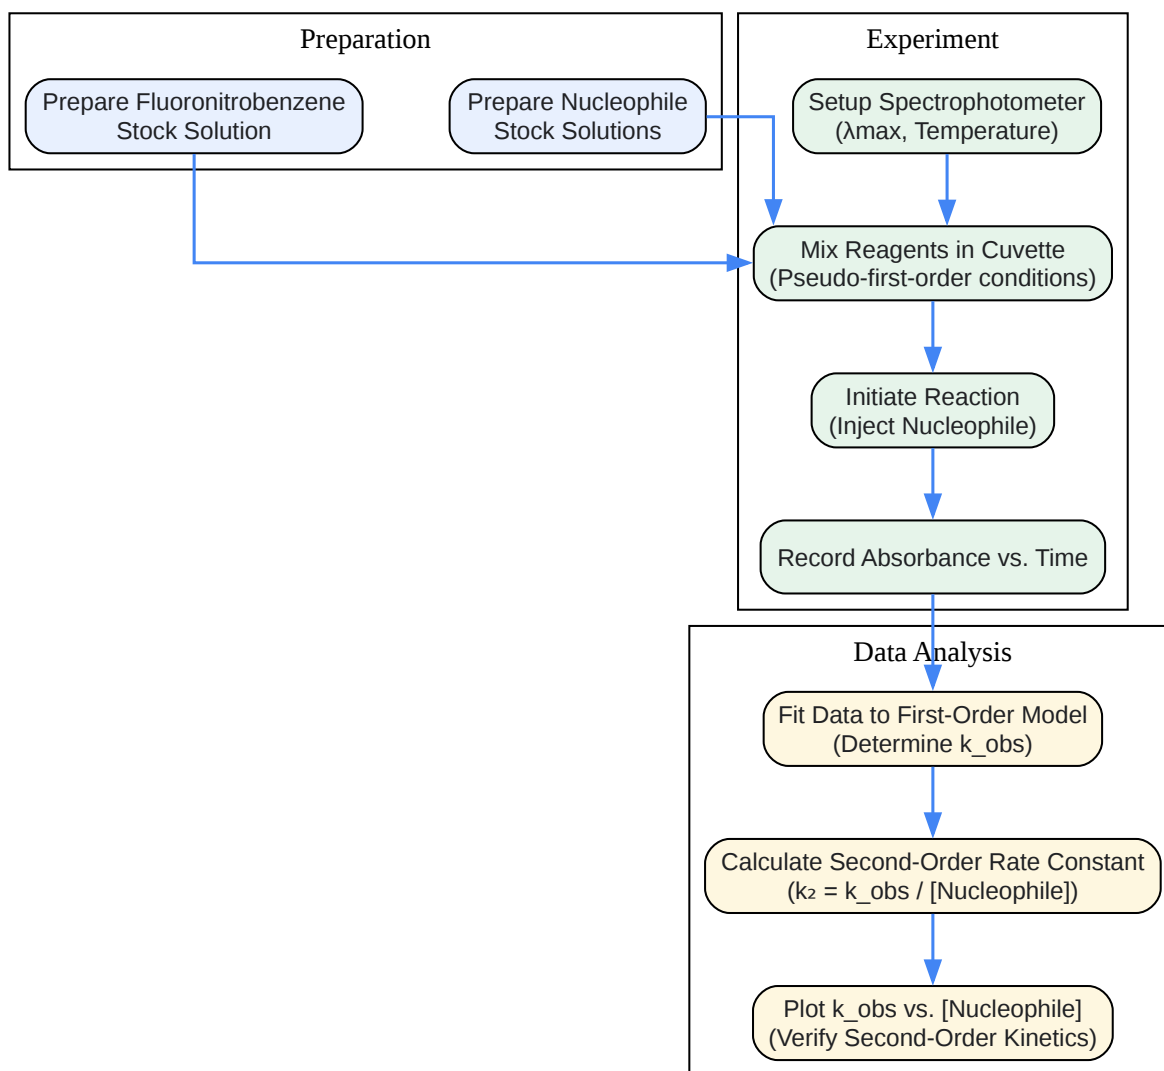 Preparation
Prepare Fluoronitrobenzene
Stock Solution
Prepare Nucleophile
Stock Solutions
Experiment
Setup Spectrophotometer
(λmax, Temperature)
Mix Reagents in Cuvette
(Pseudo-first-order conditions)
Initiate Reaction
(Inject Nucleophile)
Record Absorbance vs. Time
Data Analysis
Fit Data to First-Order Model
(Determine k_obs)
Calculate Second-Order Rate Constant
(k₂ = k_obs / [Nucleophile])
Plot k_obs vs. [Nucleophile]
(Verify Second-Order Kinetics)